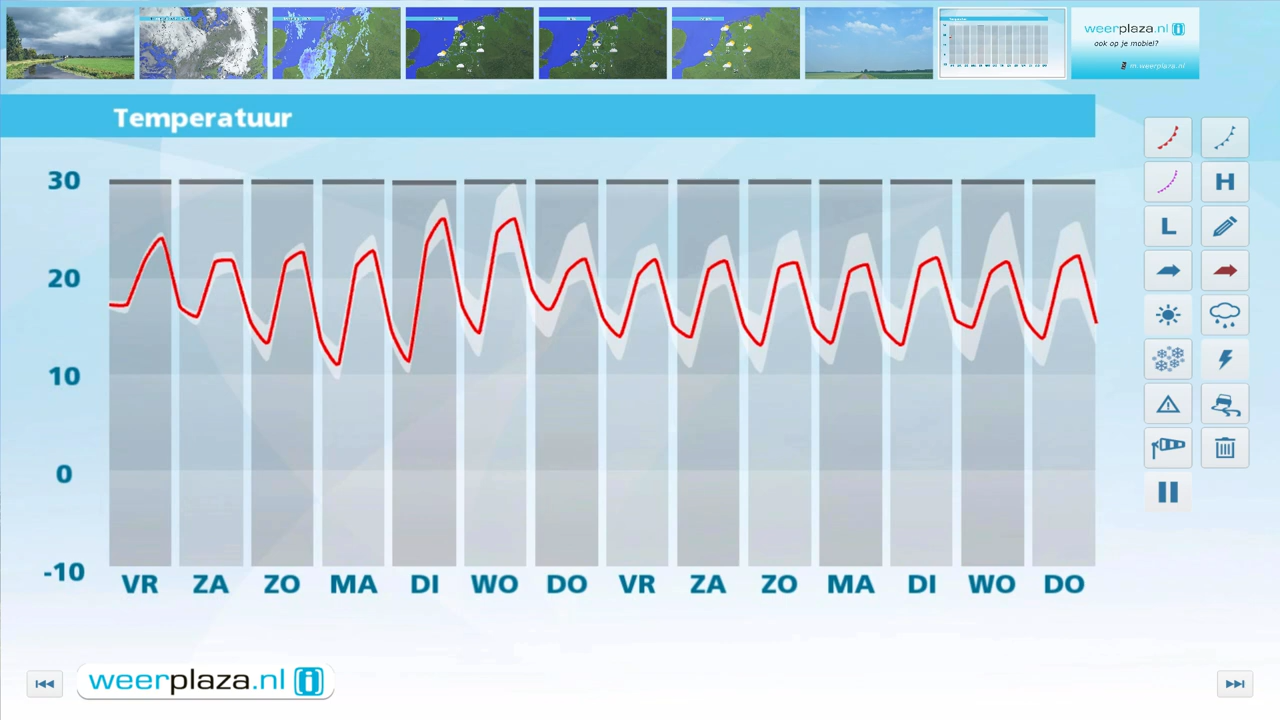 weerplaza.nl i
ook op je mobiel?
m.weerplaza.nl
Temperatuur
30
20
10
0
-10
VR ZA ZO MA DI WO DO VR ZA ZO MA DI WO DO
H
L
weerplaza.nl i